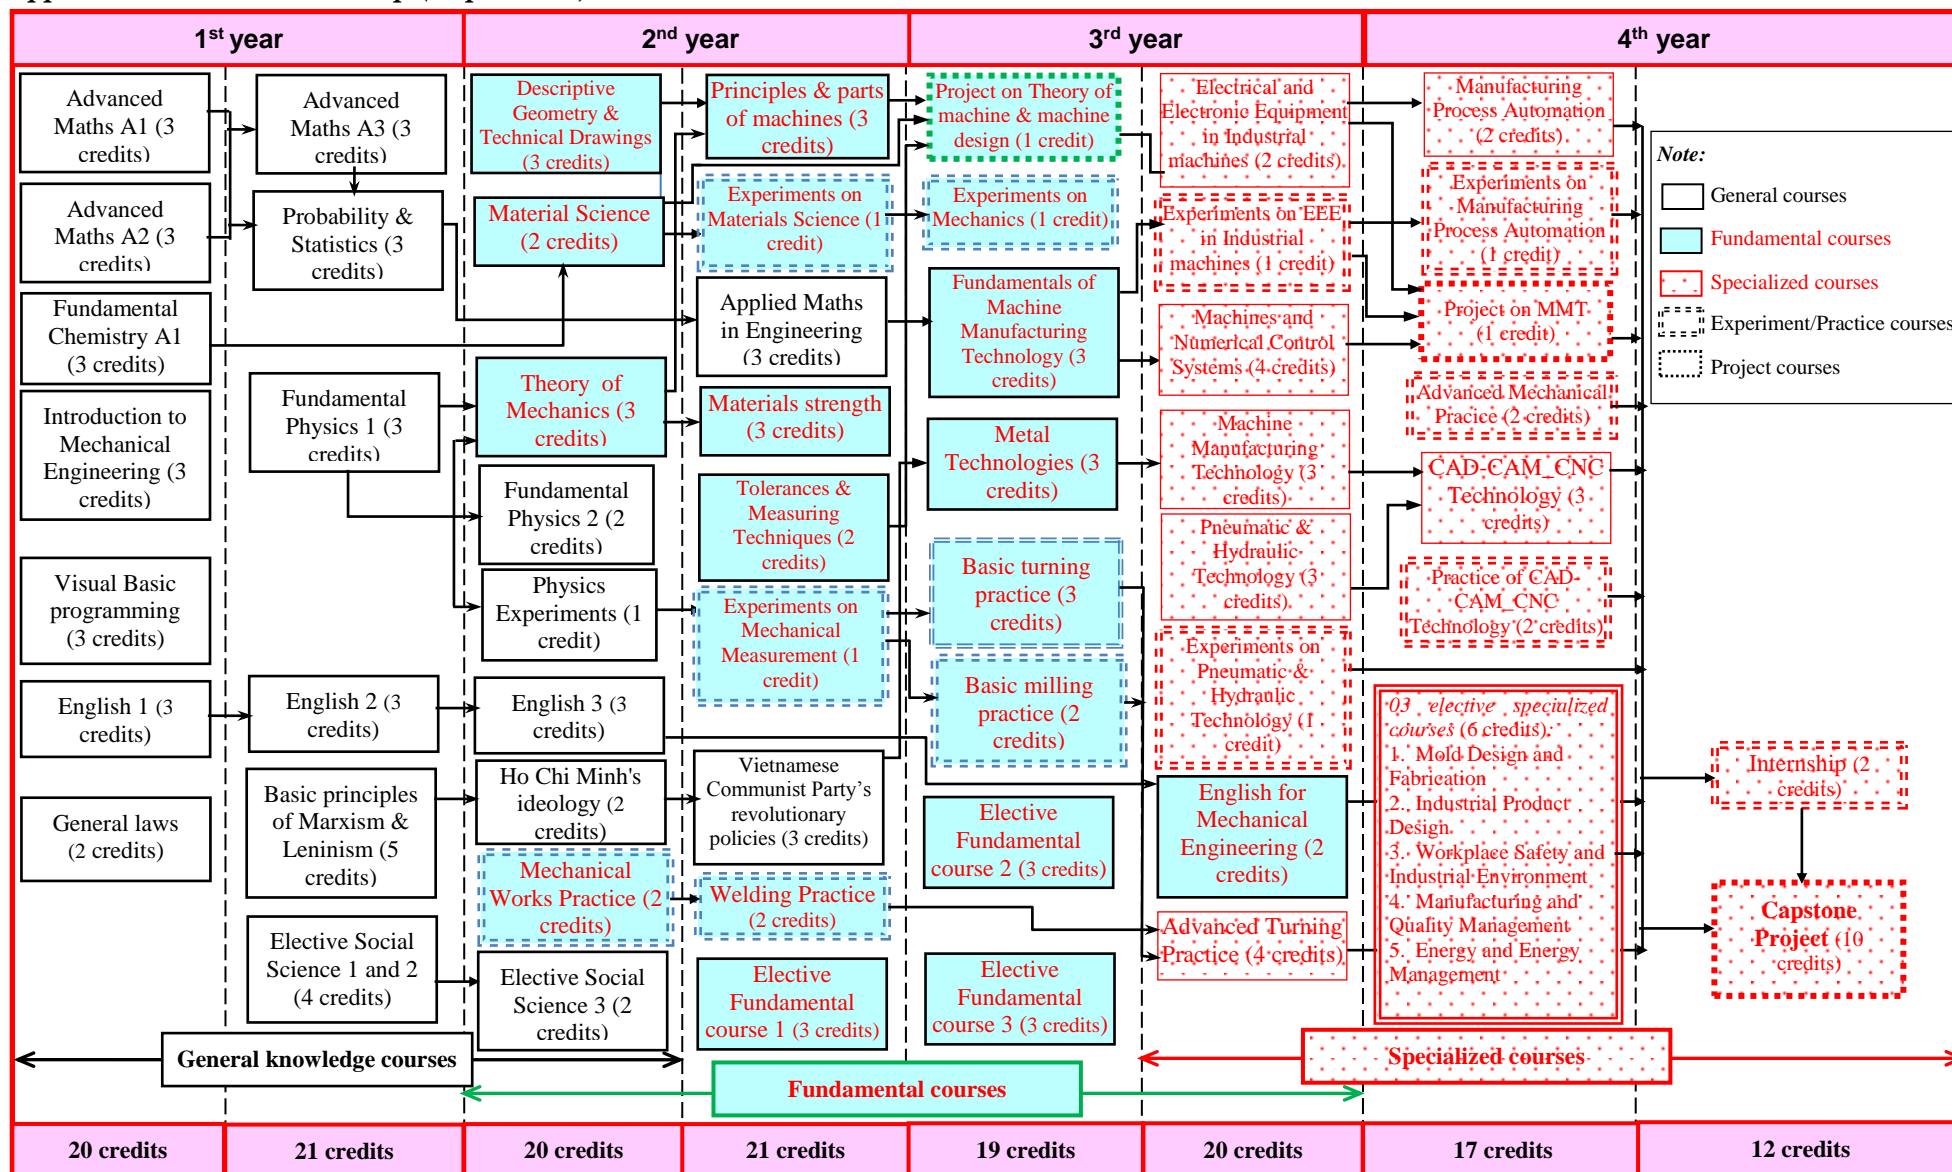 1st year
2nd year
3rd year
4th year
Advanced
Maths A1 (3
credits)
Advanced
Maths A2 (3
credits)
Fundamental
Chemistry A1
(3 credits)
Introduction to
Mechanical
Engineering (3
credits)
Visual Basic
programming
(3 credits)
English 1 (3
credits)
General laws
(2 credits)
Advanced
Maths A3 (3
credits)
Probability &
Statistics (3
credits)
Fundamental
Physics 1 (3
credits)
English 2 (3
credits)
Basic principles
of Marxism &
Leninism (5
credits)
Elective Social
Science 1 and 2
(4 credits)
Descriptive
Geometry &
Technical Drawings
(3 credits)
Material Science
(2 credits)
Theory of
Mechanics (3
credits)
Fundamental
Physics 2 (2
credits)
Physics
Experiments (1
credit)
English 3 (3
credits)
Ho Chi Minh's
ideology (2
credits)
Mechanical
Works Practice (2
credits)
Elective Social
Science 3 (2
credits)
Principles & parts
of machines (3
credits)
Experiments on
Materials Science (1
credit)
Applied Maths
in Engineering
(3 credits)
Materials strength
(3 credits)
Tolerances &
Measuring
Techniques (2
credits)
Experiments on
Mechanical
Measurement (1
credit)
Vietnamese
Communist Party's
revolutionary
policies (3 credits)
Welding Practice
(2 credits)
Elective
Fundamental
course 1 (3 credits)
Project on Theory of
machine & machine
design (1 credit)
Experiments on
Mechanics (1 credit)
Fundamentals of
Machine
Manufacturing
Technology (3
credits)
Metal
Technologies (3
credits)
Basic turning
practice (3
credits)
Basic milling
practice (2
credits)
Elective
Fundamental
course 2 (3 credits)
Elective
Fundamental
course 3 (3 credits)
Electrical and
Electronic Equipment
in Industrial
machines (2 credits)
Experiments on EEE
in Industrial
machines (1 credit)
Machines and
Numerical Control
Systems (4 credits)
Machine
Manufacturing
Technology (3
credits)
Pneumatic &
Hydraulic
Technology (3
credits)
Experiments on
Pneumatic &
Hydraulic
Technology (1
credit)
English for
Mechanical
Engineering (2
credits)
Advanced Turning
Practice (4 credits)
Manufacturing
Process Automation
(2 credits)
Experiments on
Manufacturing
Process Automation
(1 credit)
Project on MMT
(1 credit)
Advanced Mechanical
Pracice (2 credits)
CAD-CAM_CNC
Technology (3
credits)
Practice of CAD-
CAM_CNC
Technology (2 credits)
03 elective specialized
courses (6 credits):
1. Mold Design and
Fabrication
2. Industrial Product
Design
3. Workplace Safety and
Industrial Environment
4. Manufacturing and
Quality Management
5. Energy and Energy
Management
Internship (2
credits)
Capstone
Project (10
credits)
Note:
General courses
Fundamental courses
Specialized courses
Experiment/Practice courses
Project courses
General knowledge courses
Fundamental courses
Specialized courses
20 credits
21 credits
20 credits
21 credits
19 credits
20 credits
17 credits
12 credits